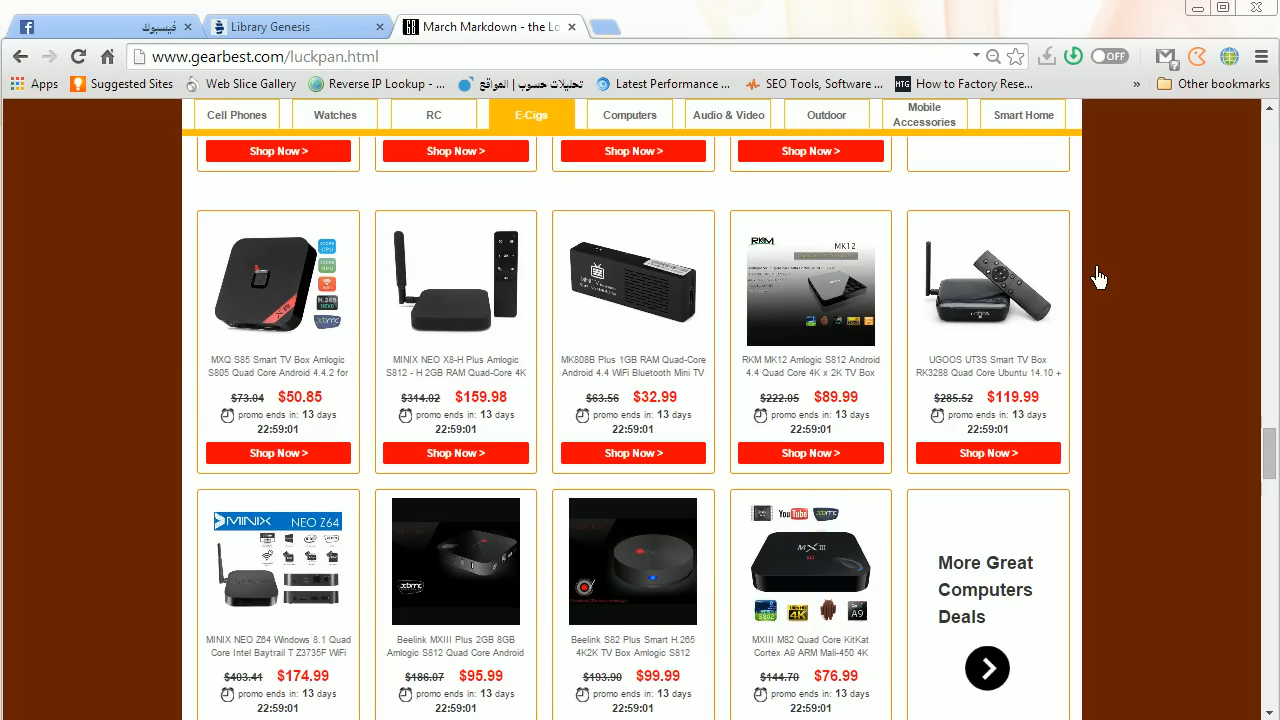 فيسبوك
Library Genesis
March Markdown - the Lo
www.gearbest.com/luckpan.html
OFF
Apps
Suggested Sites
Web Slice Gallery
Reverse IP Lookup - ...
تحليلات حسوب | المواقع
Latest Performance ...
SEO Tools, Software ...
HTG How to Factory Rese...
»
Other bookmarks
Cell Phones
Watches
RC
E-Cigs
Computers
Audio & Video
Outdoor
Mobile
Accessories
Smart Home
Shop Now >
Shop Now >
Shop Now >
Shop Now >
MXQ S85 Smart TV Box Amlogic
S805 Quad Core Android 4.4.2 for
$73.04 $50.85
promo ends in: 13 days
22:59:01
Shop Now >
MINIX NEO X8-H Plus Amlogic
S812 - H 2GB RAM Quad-Core 4K
$314.02 $159.98
promo ends in: 13 days
22:59:01
Shop Now >
MK808B Plus 1GB RAM Quad-Core
Android 4.4 WiFi Bluetooth Mini TV
$63.56 $32.99
promo ends in: 13 days
22:59:01
Shop Now >
RKM MK12
RKM MK12 Amlogic S812 Android
4.4 Quad Core 4K x 2K TV Box
$222.05 $89.99
promo ends in: 13 days
22:59:01
Shop Now >
UGOOS UT3S Smart TV Box
RK3288 Quad Core Ubuntu 14.10 +
$285.52 $119.99
promo ends in: 13 days
22:59:01
Shop Now >
MINIX NEO Z64
MINIX NEO Z64 Windows 8.1 Quad
Core Intel Baytrail T Z3735F WiFi
$403.41 $174.99
promo ends in: 13 days
22:59:01
xbmc
Beelink MXIII Plus 2GB 8GB
Amlogic S812 Quad Core Android
$186.07 $95.99
promo ends in: 13 days
22:59:01
Beelink S82 Plus Smart H.265
4K2K TV Box Amlogic S812
$193.90 $99.99
promo ends in: 13 days
22:59:01
YouTube xbmc
MXIII
4K A9
MXIII M82 Quad Core KitKat
Cortex A9 ARM Mali-450 4K
$144.70 $76.99
promo ends in: 13 days
22:59:01
More Great
Computers
Deals